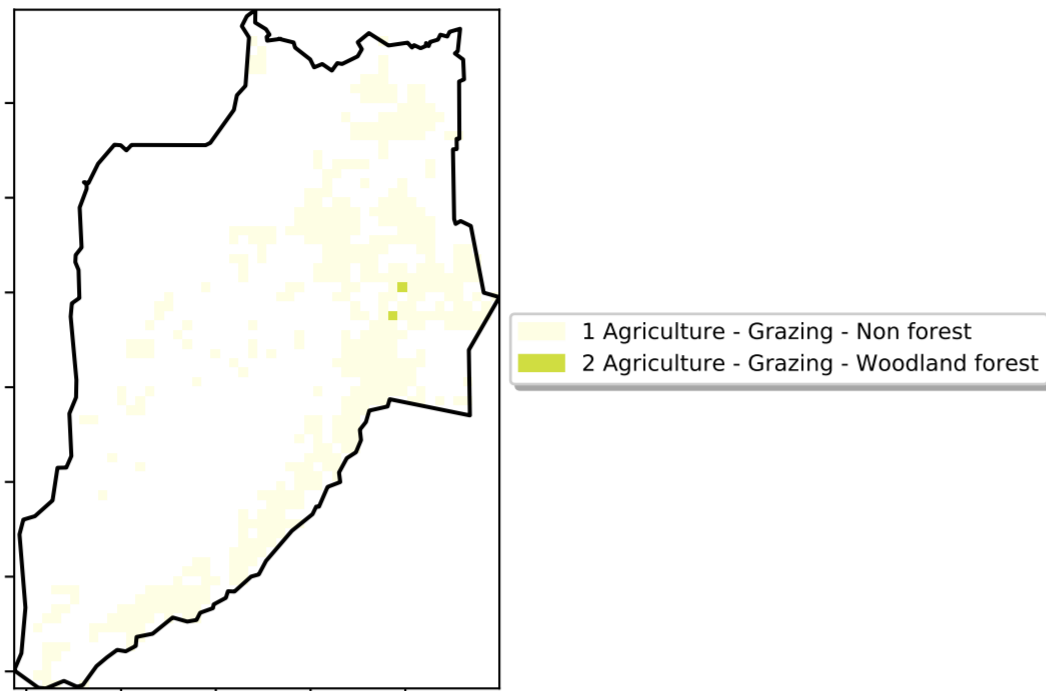 1 Agriculture - Grazing - Non forest
2 Agriculture - Grazing - Woodland forest